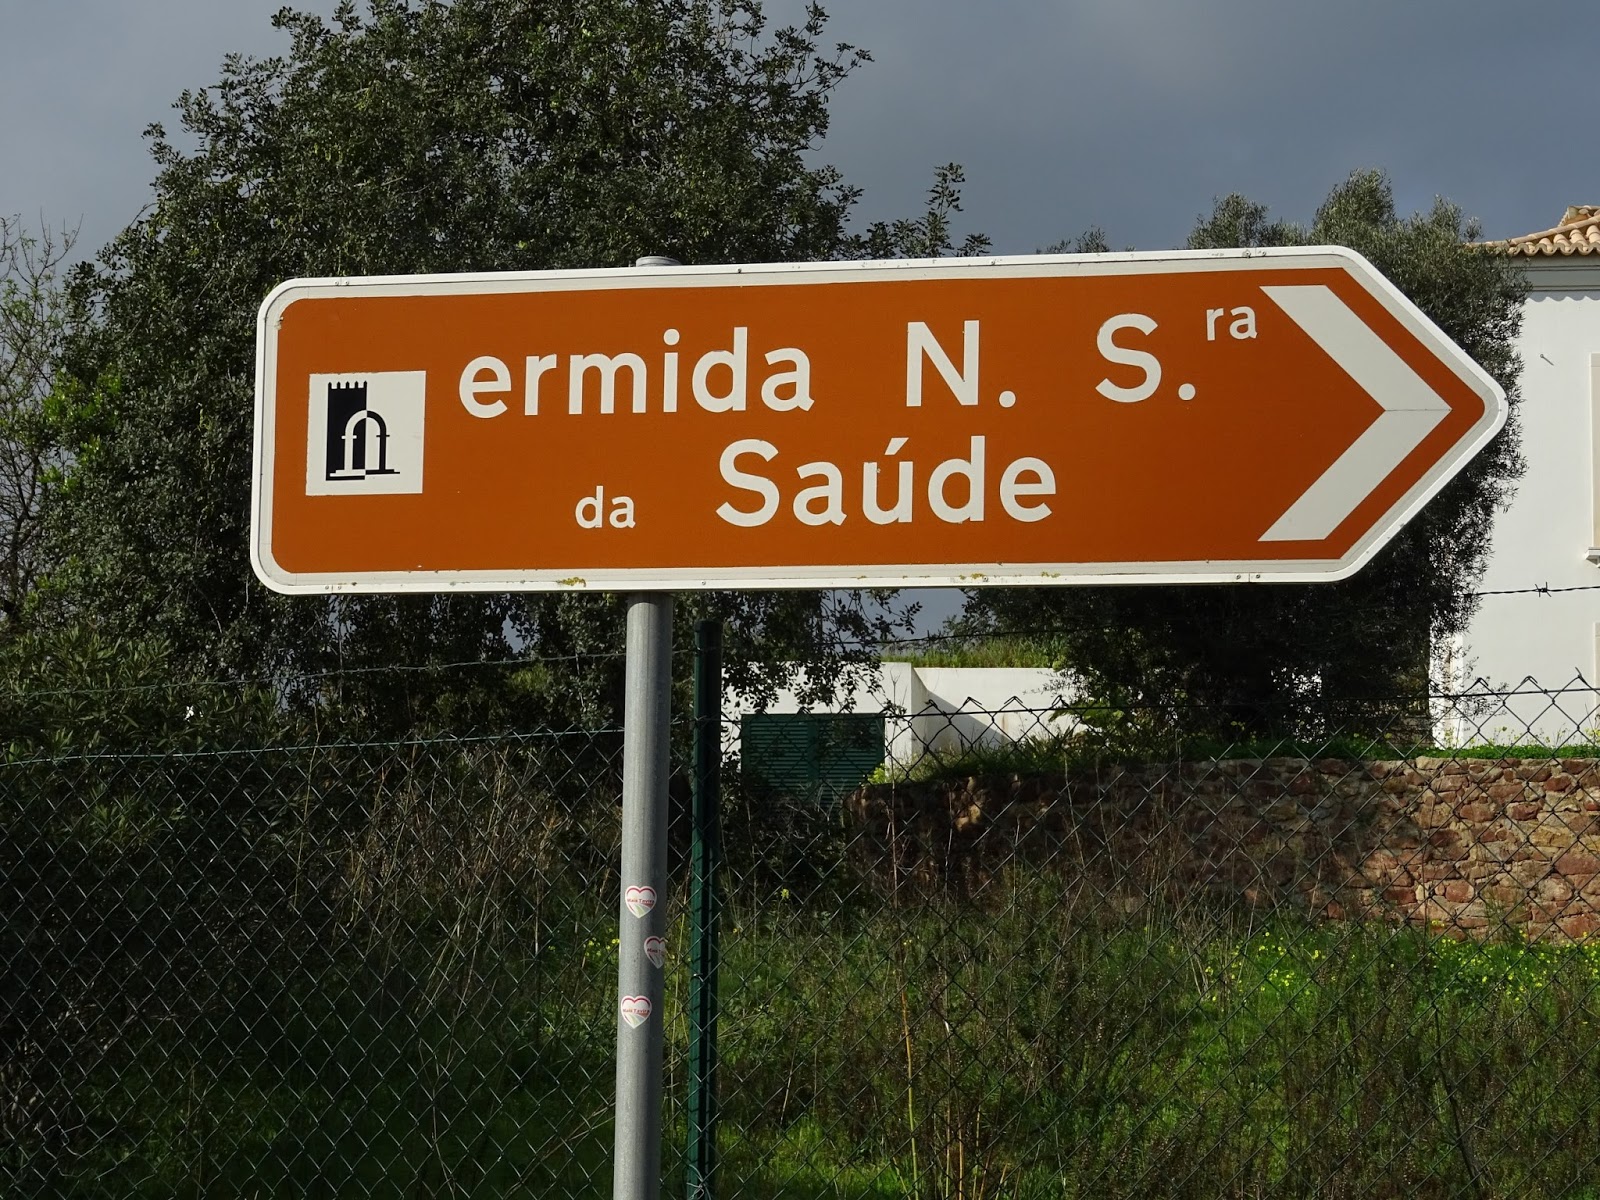 ermida N. S.ra
da Saúde